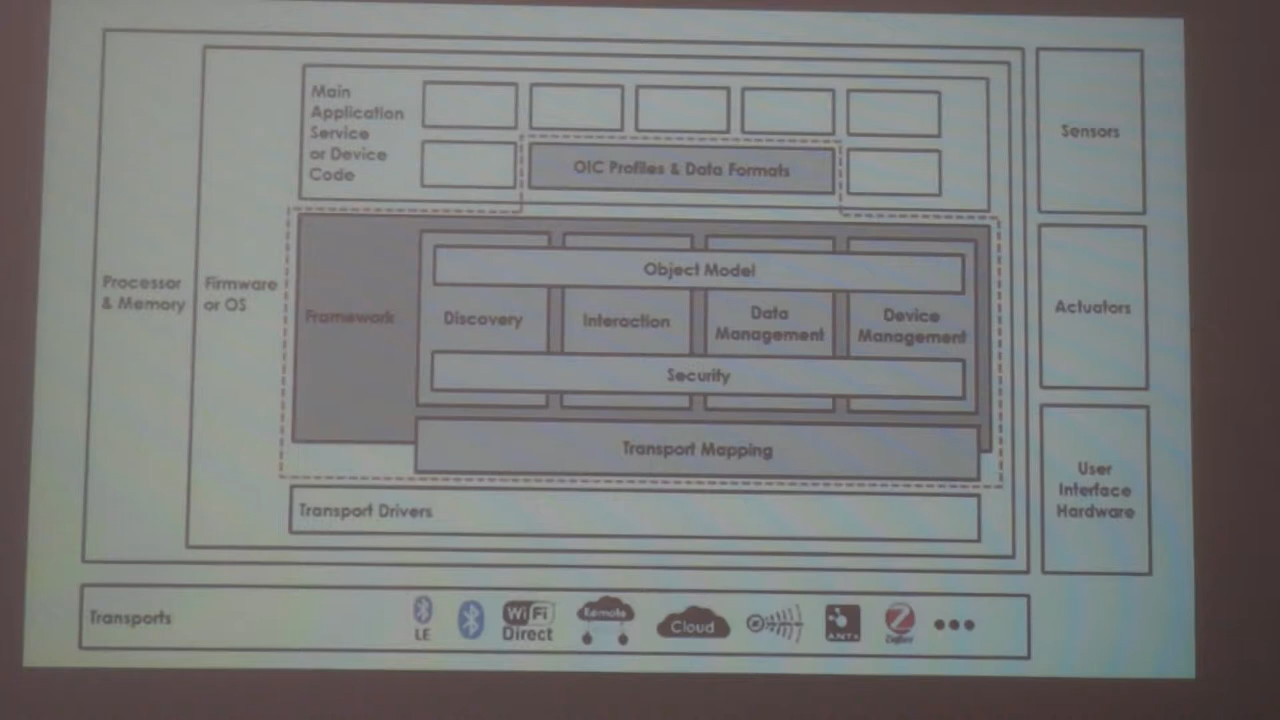 Main
Application
Service
or Device
Code
OIC Profiles & Data Formats
Sensors
Processor
& Memory
Firmware
or OS
Framework
Object Model
Discovery
Interaction
Data
Management
Device
Management
Security
Actuators
Transport Mapping
User
Interface
Hardware
Transport Drivers
Transports
LE
WiFi
Direct
Remote
Cloud
ANT+
ZigBee